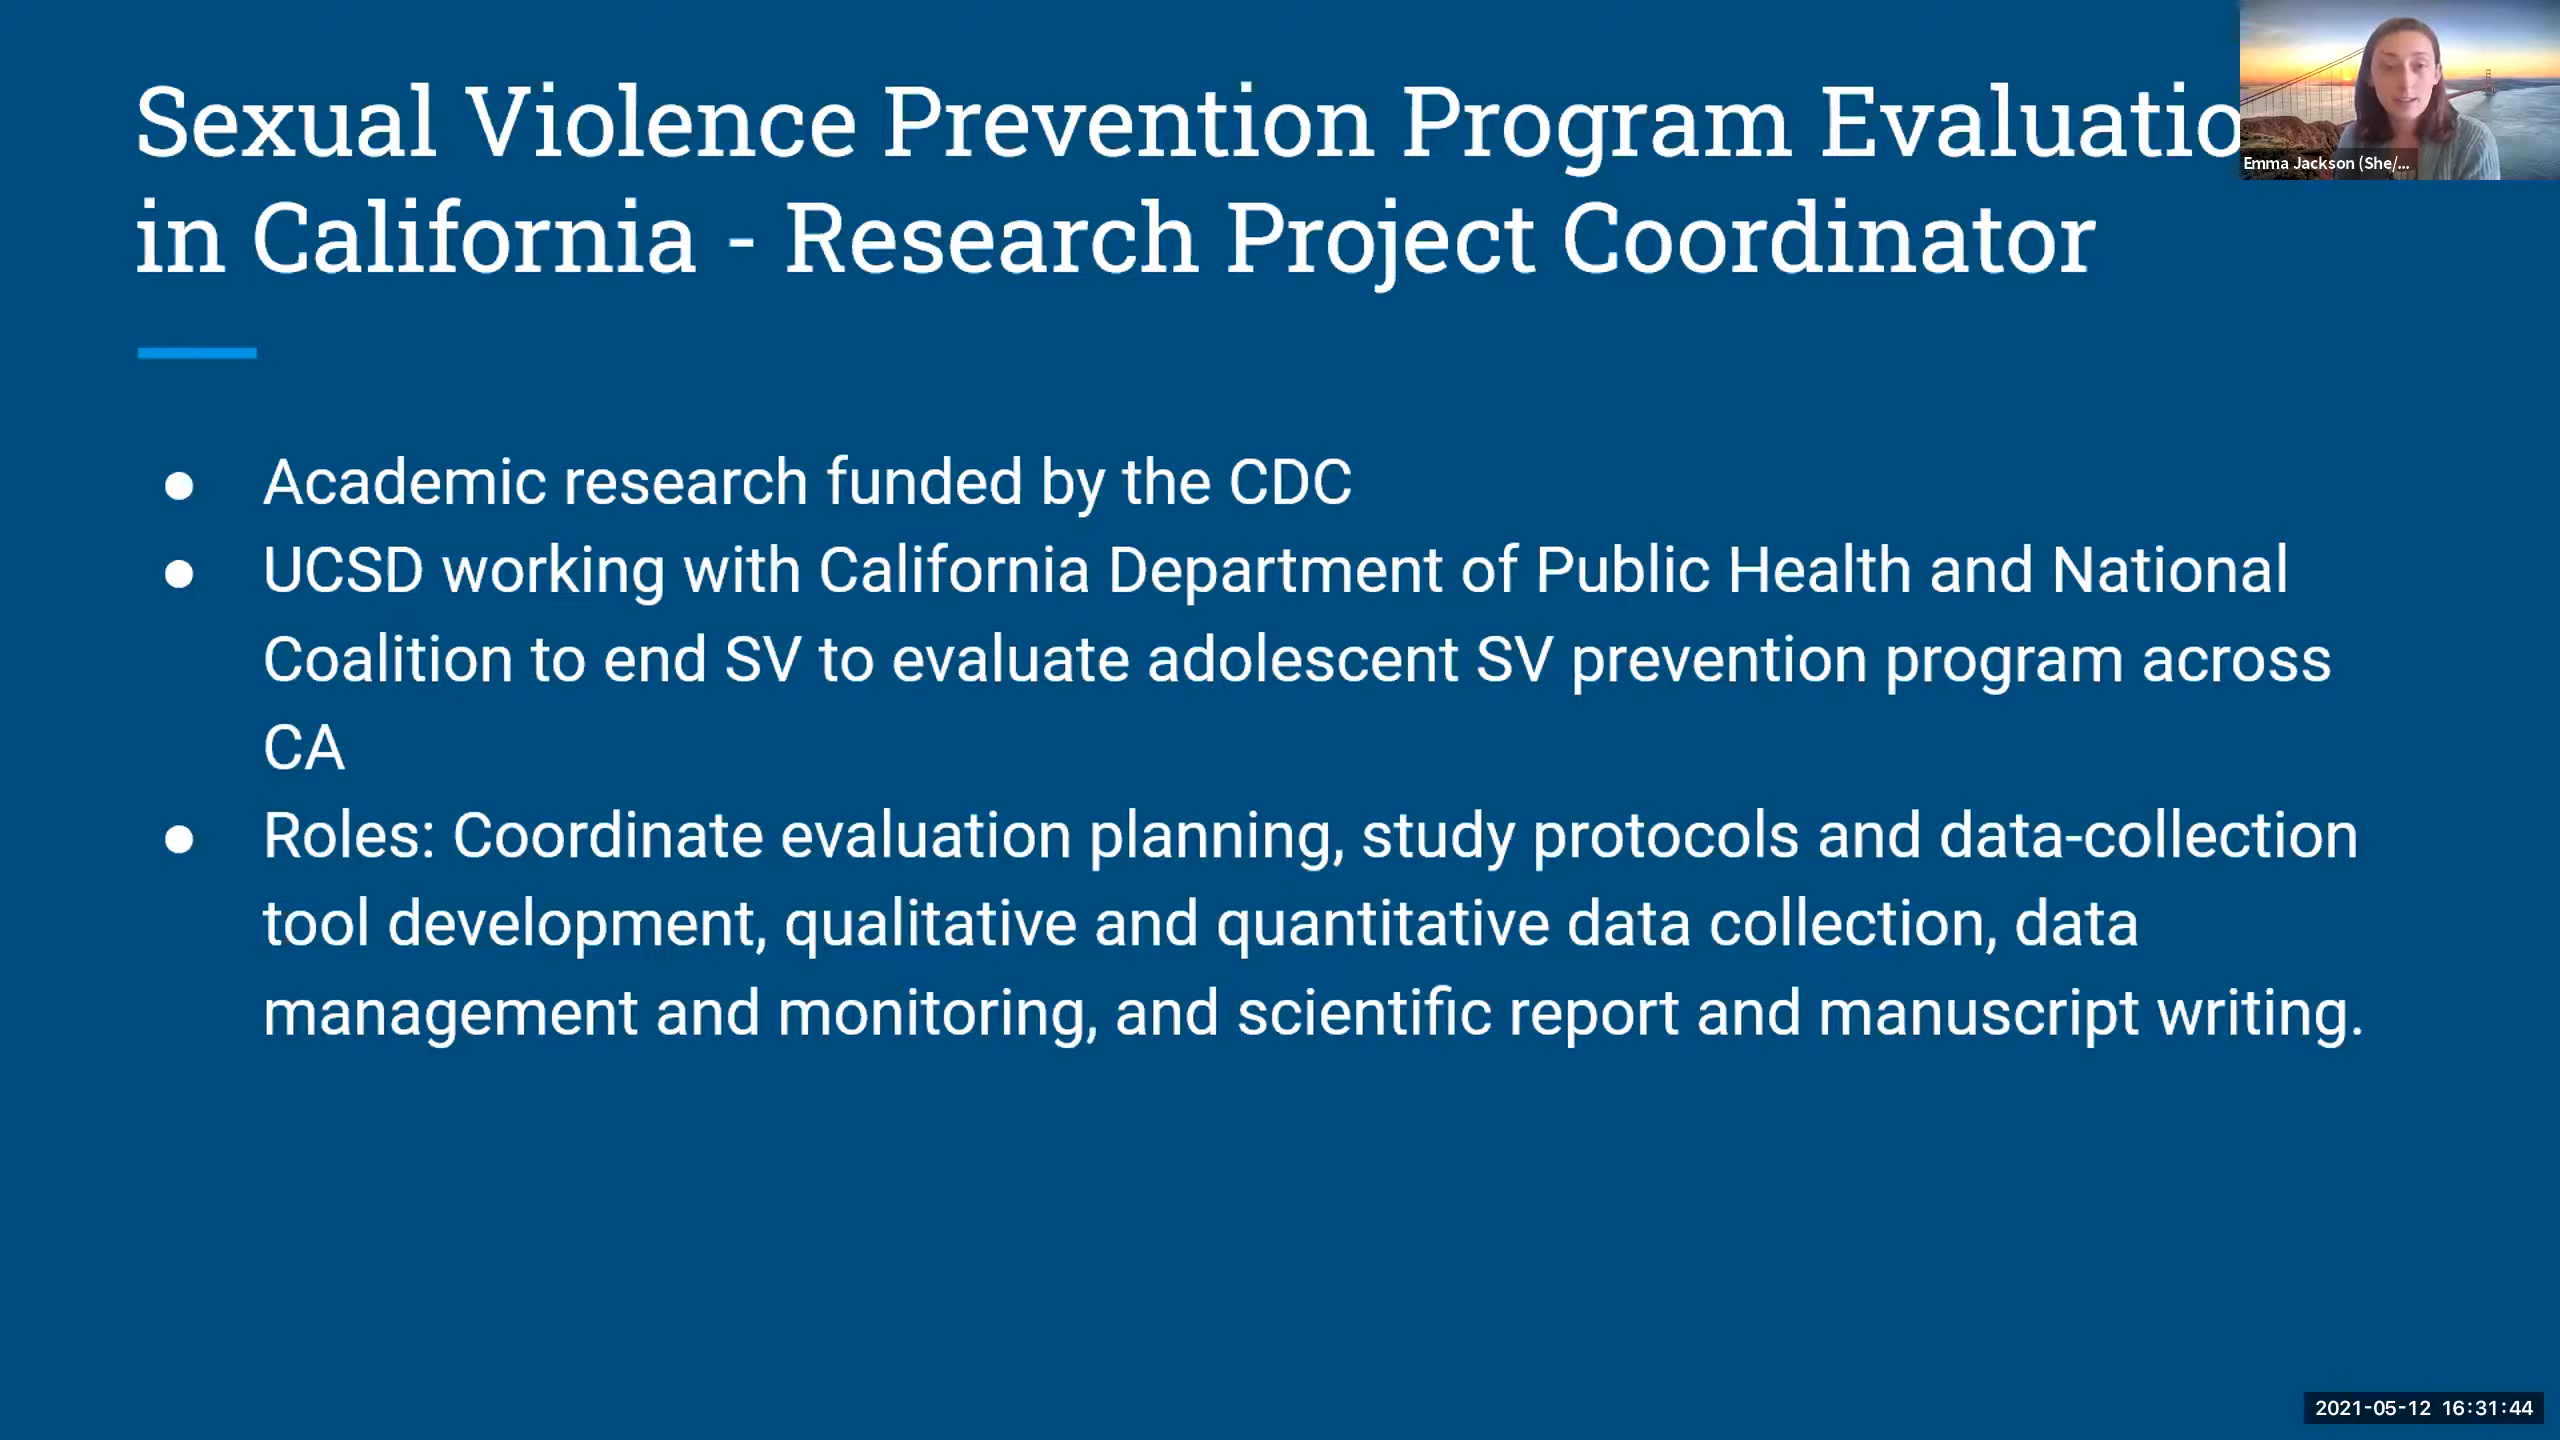 Sexual Violence Prevention Program Evaluatio
in California - Research Project Coordinator
Emma Jackson (She/...
● Academic research funded by the CDC
● UCSD working with California Department of Public Health and National
Coalition to end SV to evaluate adolescent SV prevention program across
CA
● Roles: Coordinate evaluation planning, study protocols and data-collection
tool development, qualitative and quantitative data collection, data
management and monitoring, and scientific report and manuscript writing.
2021-05-12 16:31:44